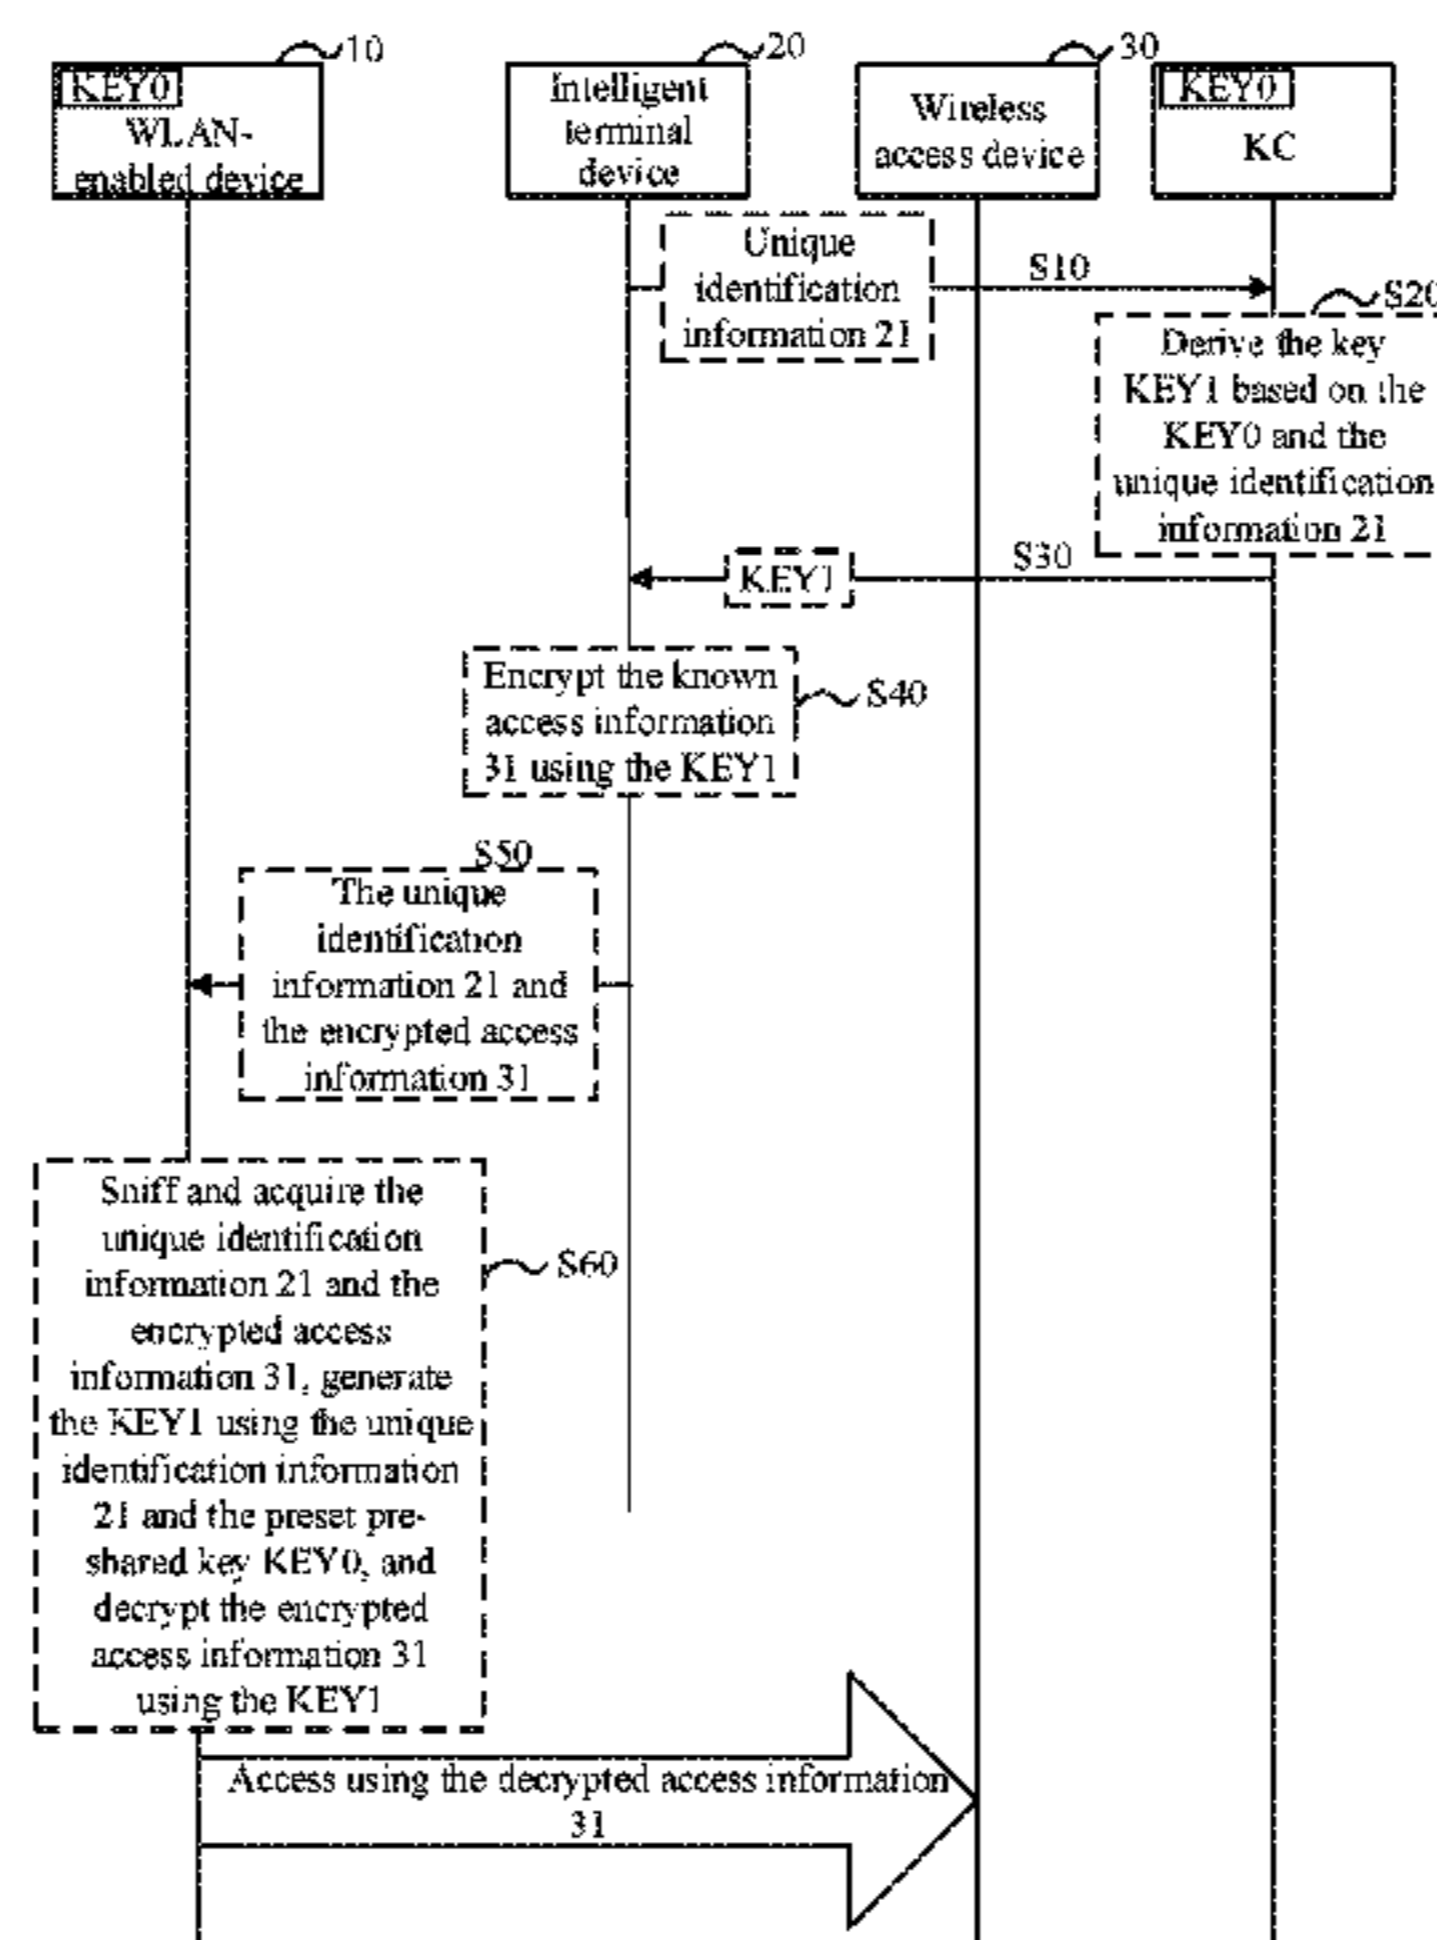 10
20
30
KEY0
WLAN-
enabled device
Intelligent
terminal
device
Wireless
access device
KEY0
KC
Unique
identification
information 21
S10
S20
Derive the key
KEY1 based on the
KEY0 and the
unique identification
information 21
S30
KEY1
Encrypt the known
access information
31 using the KEY1
S40
S50
The unique
identification
information 21 and
the encrypted access
information 31
Sniff and acquire the
unique identification
information 21 and the
encrypted access
information 31, generate
the KEY1 using the unique
identification information
21 and the preset pre-
shared key KEY0, and
decrypt the encrypted
access information 31
using the KEY1
S60
Access using the decrypted access information
31